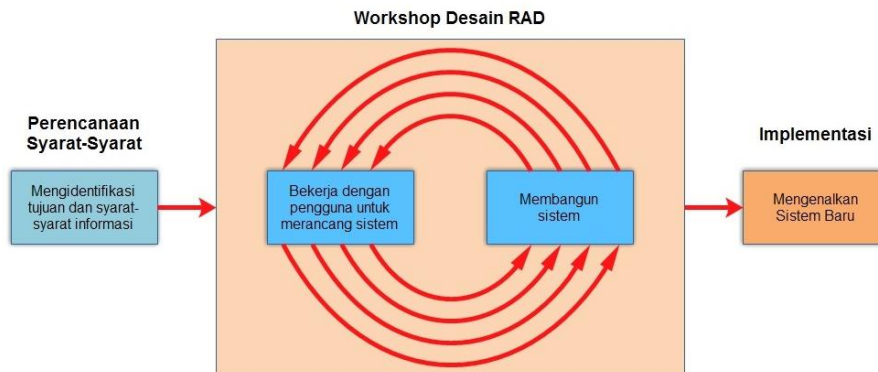 Workshop Desain RAD
Perencanaan
Syarat-Syarat
Mengidentifikasi
tujuan dan syarat-
syarat informasi
Bekerja dengan
pengguna untuk
merancang sistem
Membangun
sistem
Implementasi
Mengenalkan
Sistem Baru